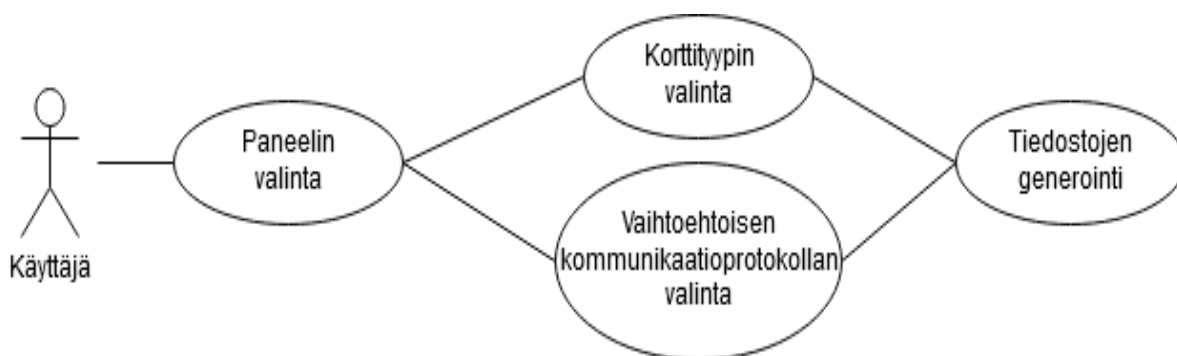 Käyttäjä
Paneelin
valinta
Korttityypin
valinta
Vaihtoehtoisen
kommunikaatioprotokollan
valinta
Tiedostojen
generointi